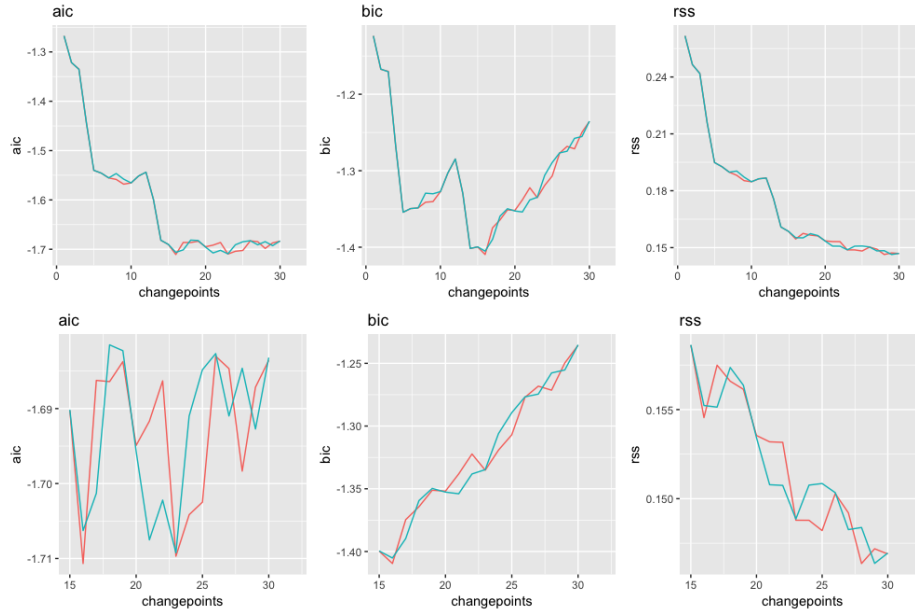 aic
bic
rss
aic
-1.3
-1.4
-1.5
-1.6
-1.7
0
10
20
30
changepoints
bic
-1.2
-1.3
-1.4
0
10
20
30
changepoints
rss
0.24
0.21
0.18
0.15
0
10
20
30
changepoints
aic
bic
rss
aic
-1.69
-1.70
-1.71
15
20
25
30
changepoints
bic
-1.25
-1.30
-1.35
-1.40
15
20
25
30
changepoints
rss
0.155
0.150
15
20
25
30
changepoints